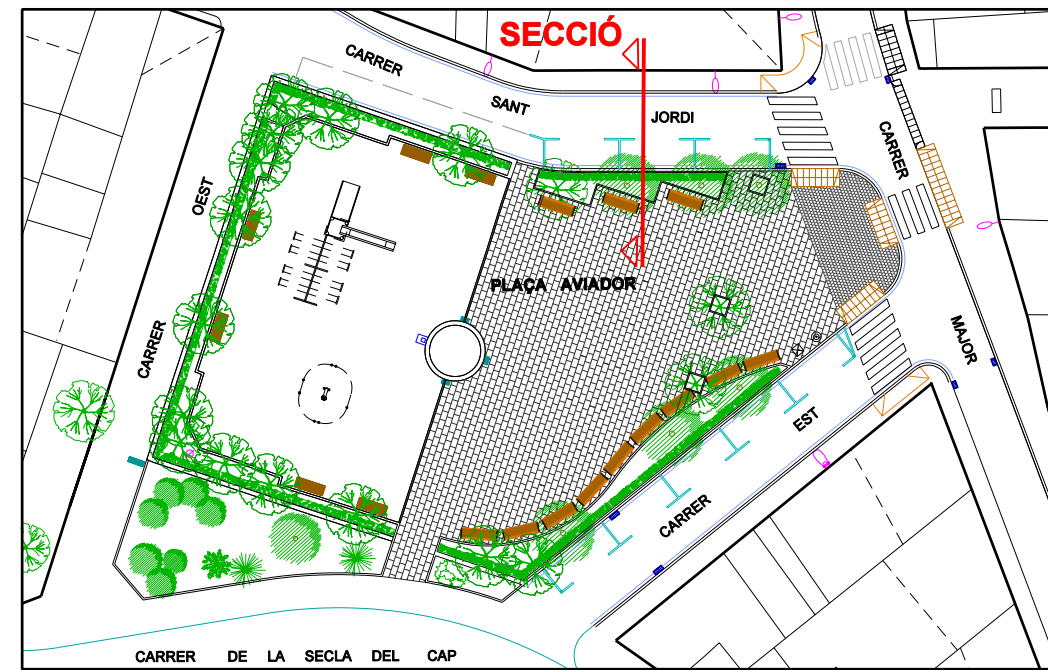 SECCIÓ
CARRER SANT JORDI
CARRER MAJOR
CARRER OEST
PLAÇA AVIADOR
CARRER EST
CARRER DE LA SECLA DEL CAP